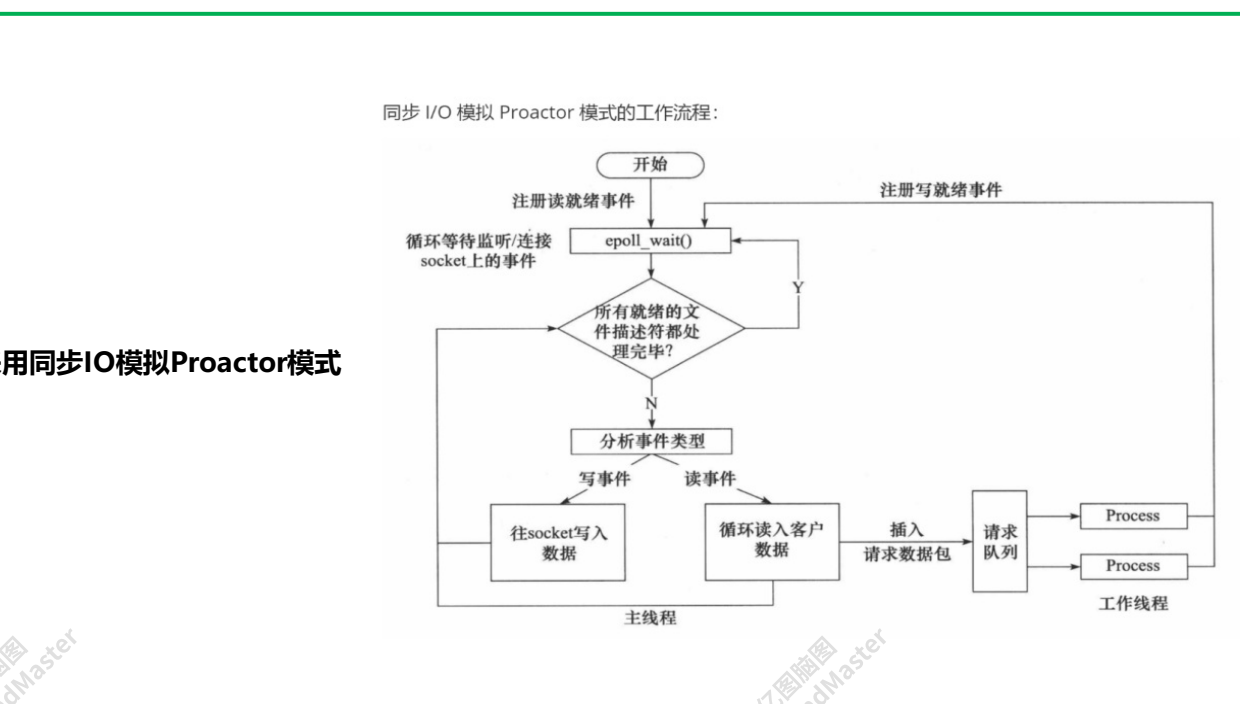 同步 I/O 模拟 Proactor 模式的工作流程：
开始
注册读就绪事件
注册写就绪事件
循环等待监听/连接
socket上的事件
epoll_wait()
Y
所有就绪的文
件描述符都处
理完毕?
用同步IO模拟Proactor模式
N
分析事件类型
写事件
读事件
往socket写入
数据
循环读入客户
数据
插入
请求数据包
请求
队列
Process
Process
工作线程
主线程
亿图脑图